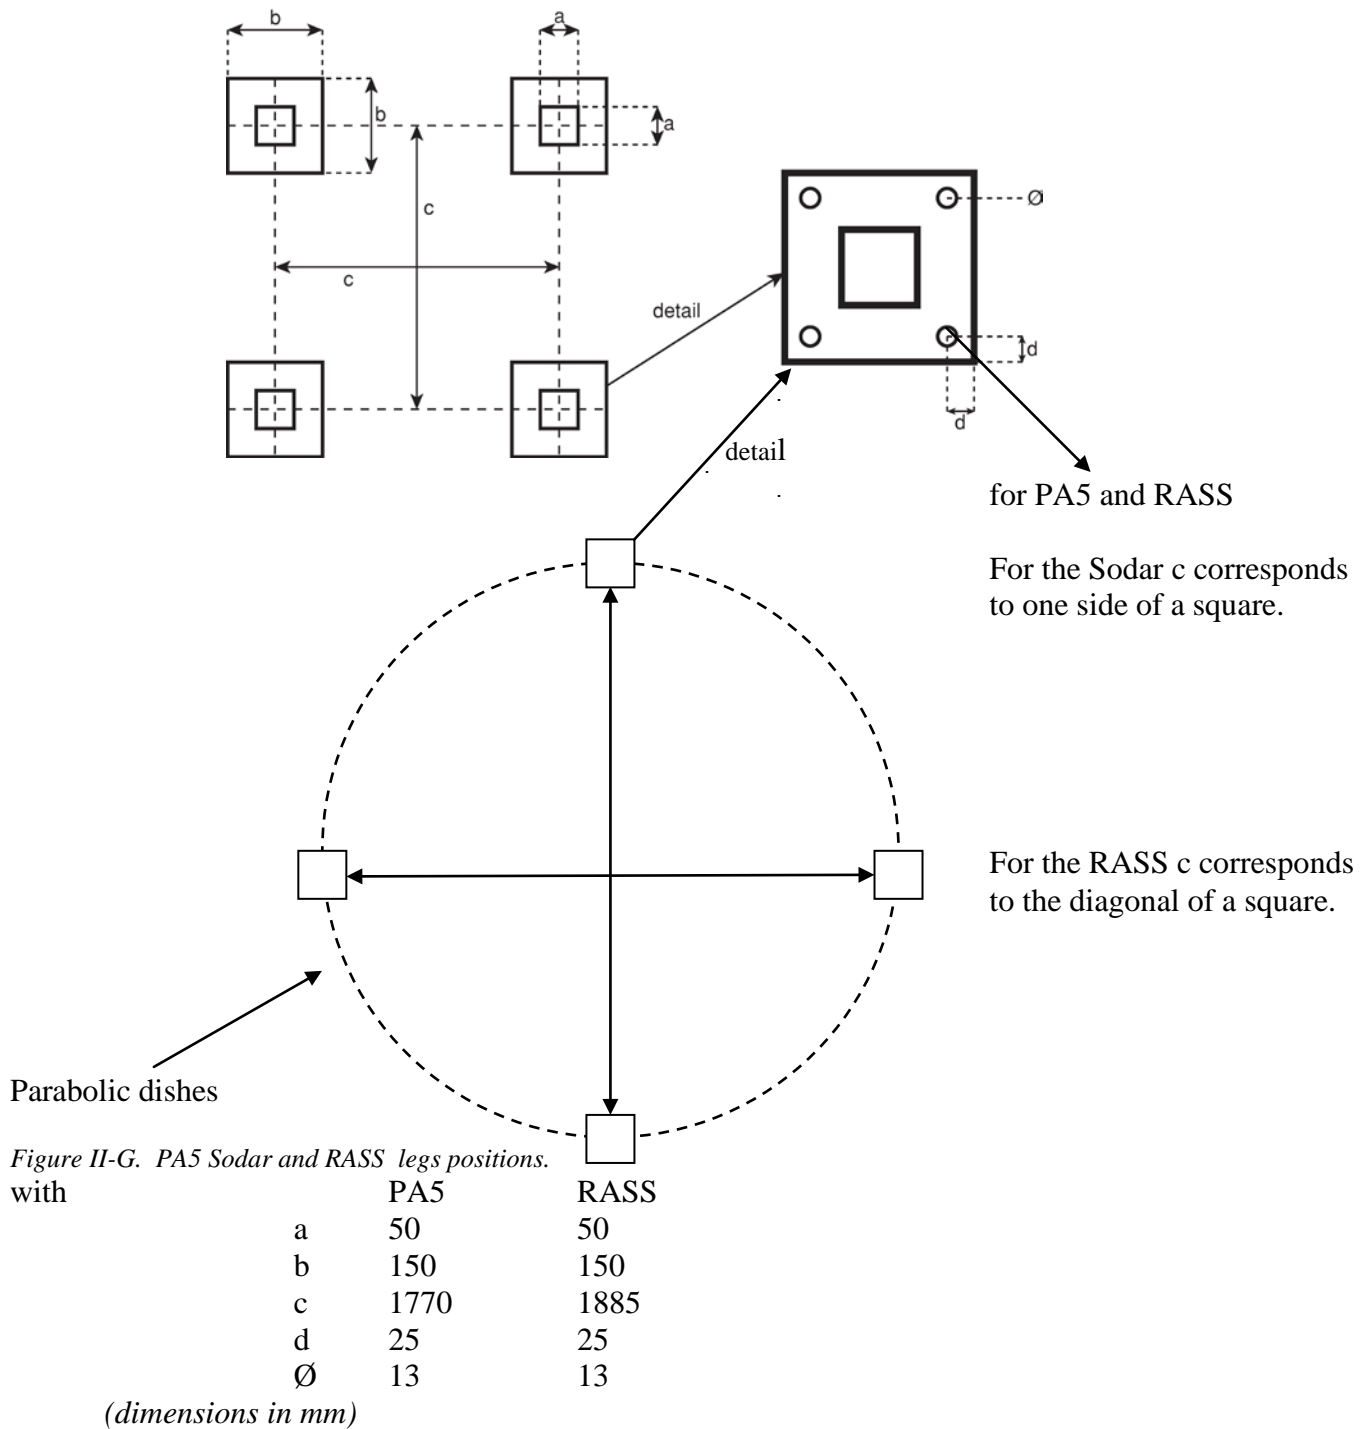 b
a
b
a
c
c
Ø
detail
d
d
detail
for PA5 and RASS
For the Sodar c corresponds
to one side of a square.
For the RASS c corresponds
to the diagonal of a square.
Parabolic dishes
Figure II-G. PA5 Sodar and RASS legs positions.
with PA5 RASS
a 50 50
b 150 150
c 1770 1885
d 25 25
Ø 13 13
(dimensions in mm)